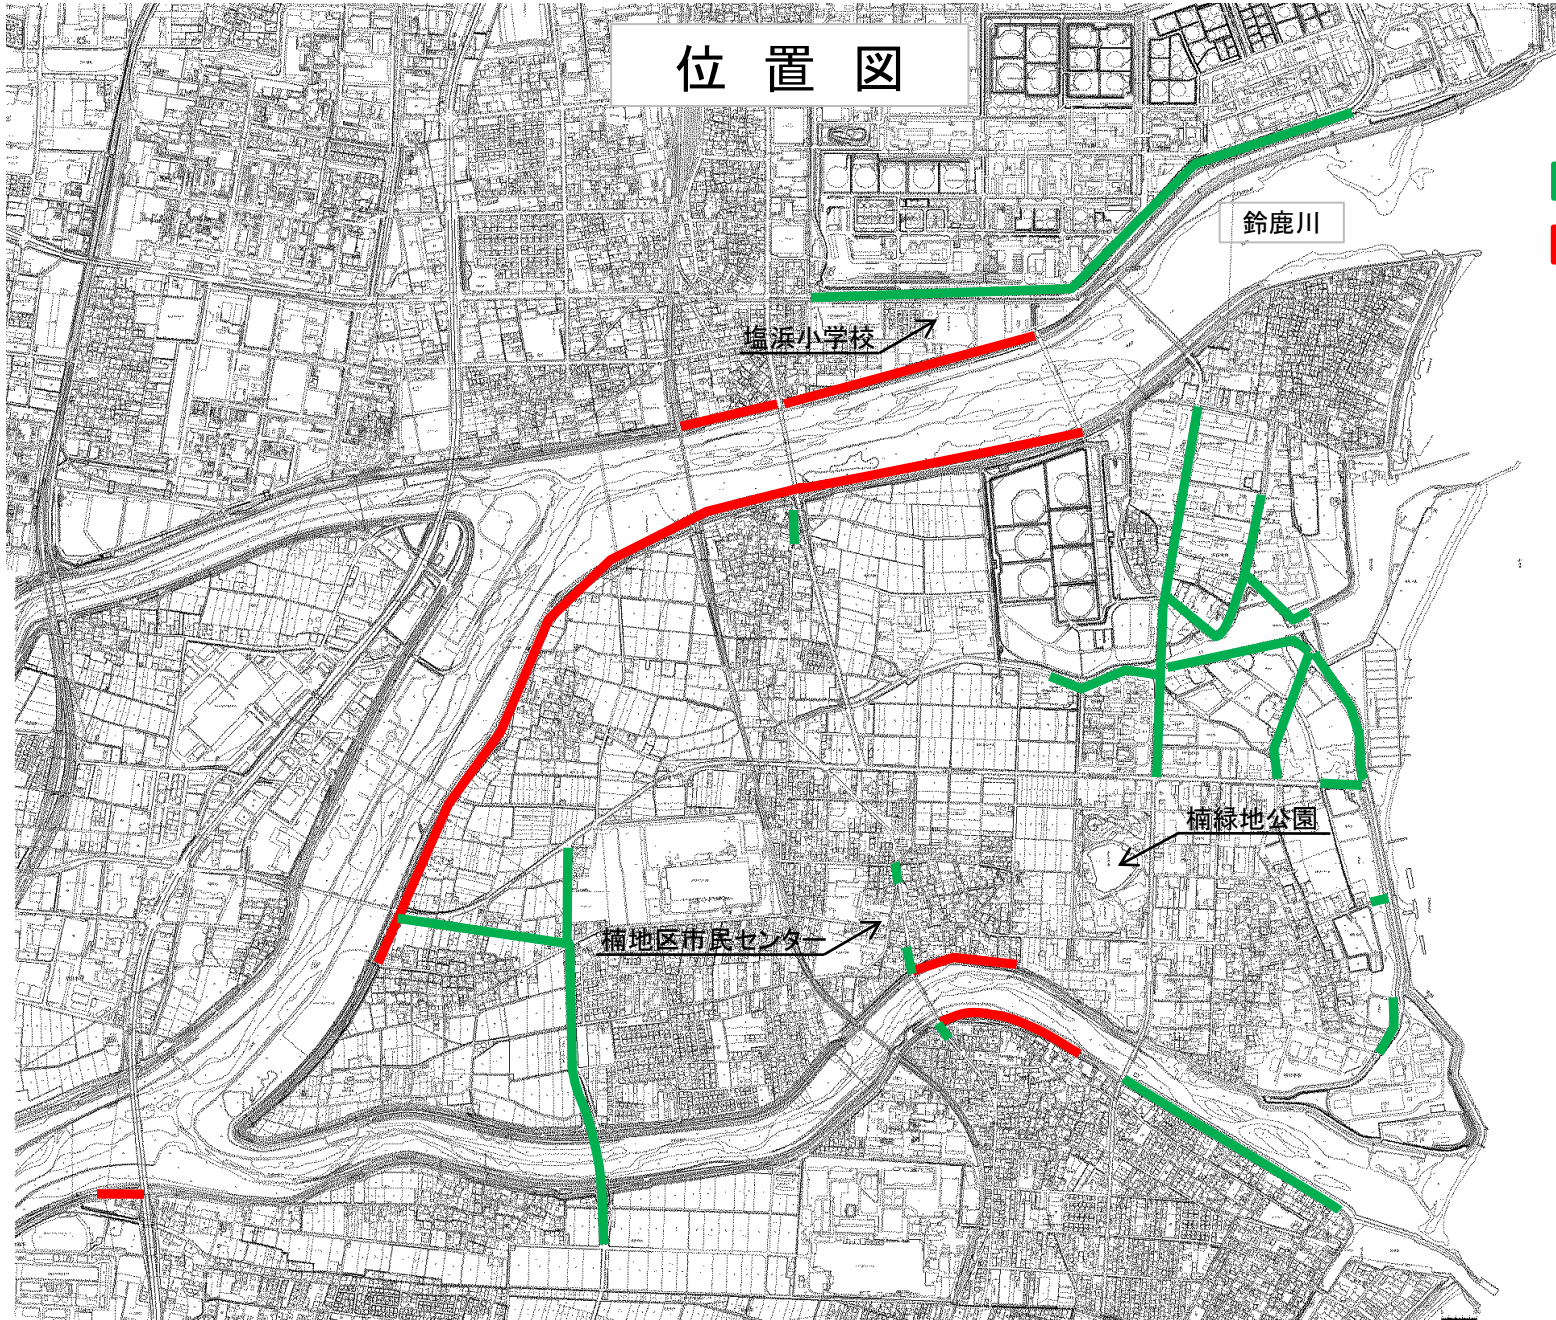 位置図
鈴鹿川
塩浜小学校
楠緑地公園
楠地区市民センター